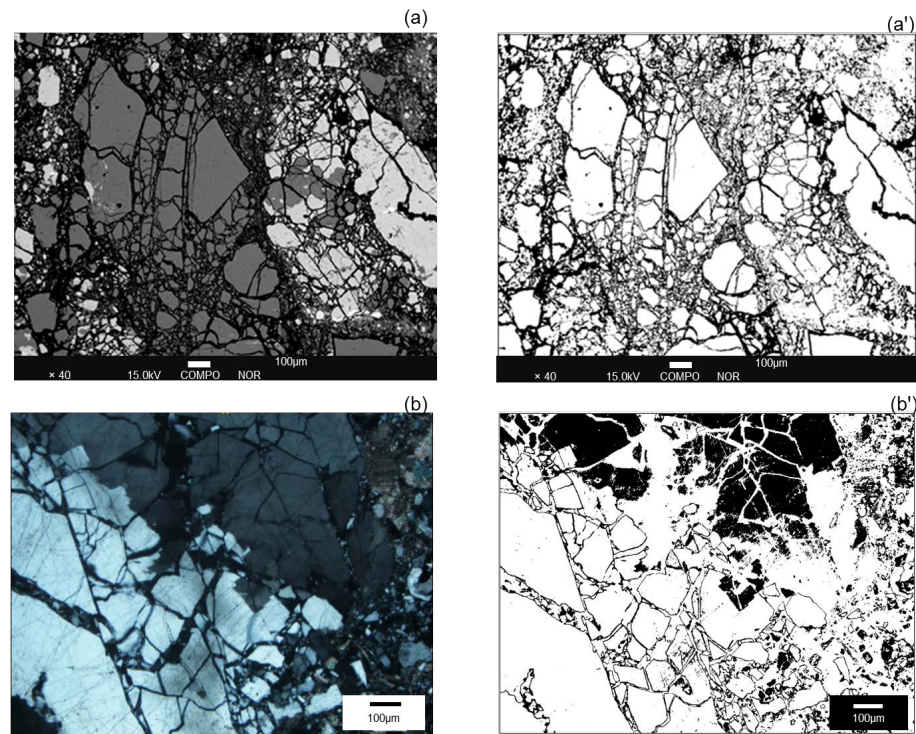 (a)
(a')
100µm
× 40 15.0kV COMPO NOR
100µm
× 40 15.0kV COMPO NOR
(b)
(b')
100µm
100µm